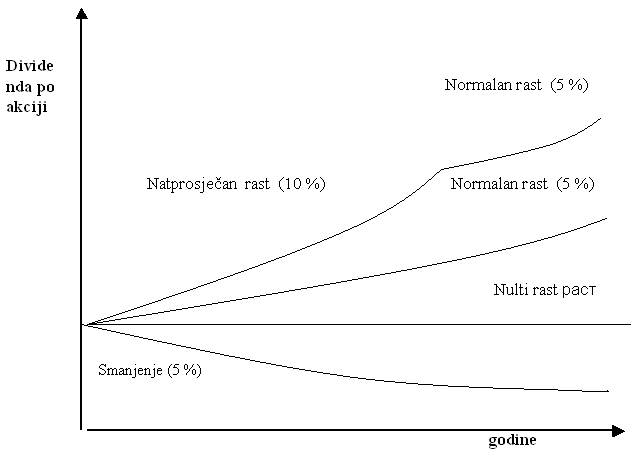 Divide
nda po
akciji
Normalan rast (5 %)
Natprosječan rast (10 %)
Normalan rast (5 %)
Nulti rast раст
Smanjenje (5 %)
godine